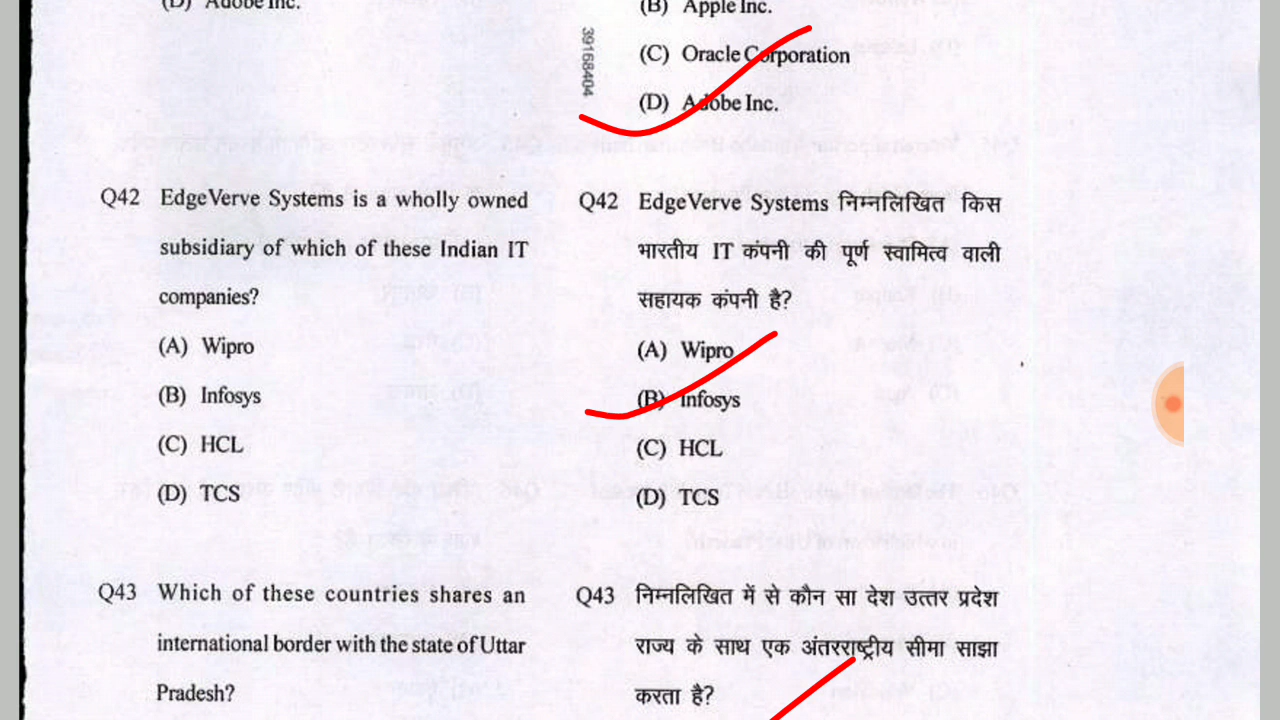 (D) Adobe Inc.
(B) Apple Inc.
(C) Oracle Corporation
(D) Adobe Inc.
39168404
Q42 EdgeVerve Systems is a wholly owned
subsidiary of which of these Indian IT
companies?
(A) Wipro
(B) Infosys
(C) HCL
(D) TCS
Q42 EdgeVerve Systems निम्नलिखित किस
भारतीय IT कंपनी की पूर्ण स्वामित्व वाली
सहायक कंपनी है?
(A) Wipro
(B) Infosys
(C) HCL
(D) TCS
Q43 Which of these countries shares an
international border with the state of Uttar
Pradesh?
Q43 निम्नलिखित में से कौन सा देश उत्तर प्रदेश
राज्य के साथ एक अंतरराष्ट्रीय सीमा साझा
करता है?